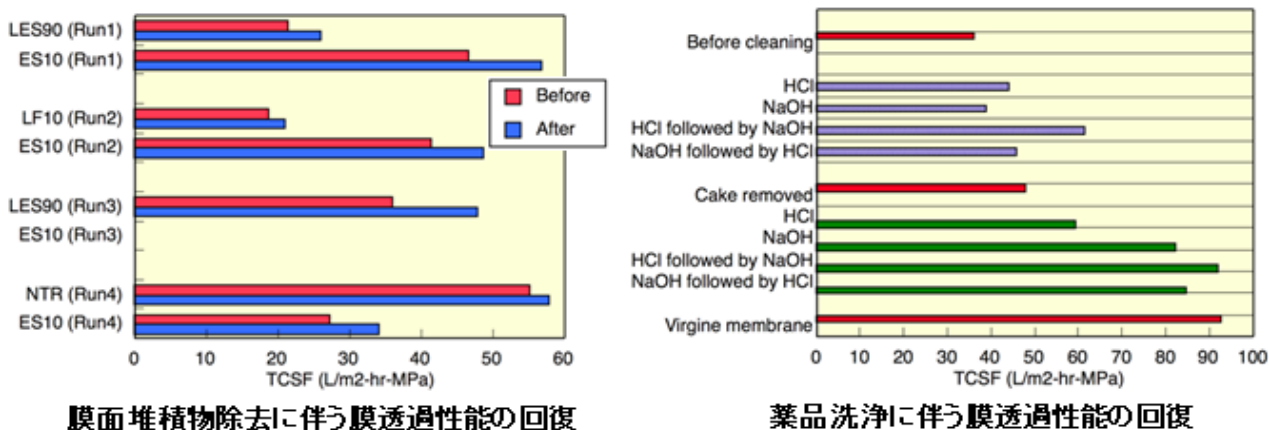 LES90 (Run1)
ES10 (Run1)
LF10 (Run2)
ES10 (Run2)
LES90 (Run3)
ES10 (Run3)
NTR (Run4)
ES10 (Run4)
Before
After
0 10 20 30 40 50 60
TCSF (L/m2-hr-MPa)
膜面堆積物除去に伴う膜透過性能の回復
Before cleaning
HCl
NaOH
HCl followed by NaOH
NaOH followed by HCl
Cake removed
HCl
NaOH
HCl followed by NaOH
NaOH followed by HCl
Virgine membrane
0 10 20 30 40 50 60 70 80 90 100
TCSF (L/m2-hr-MPa)
薬品洗浄に伴う膜透過性能の回復